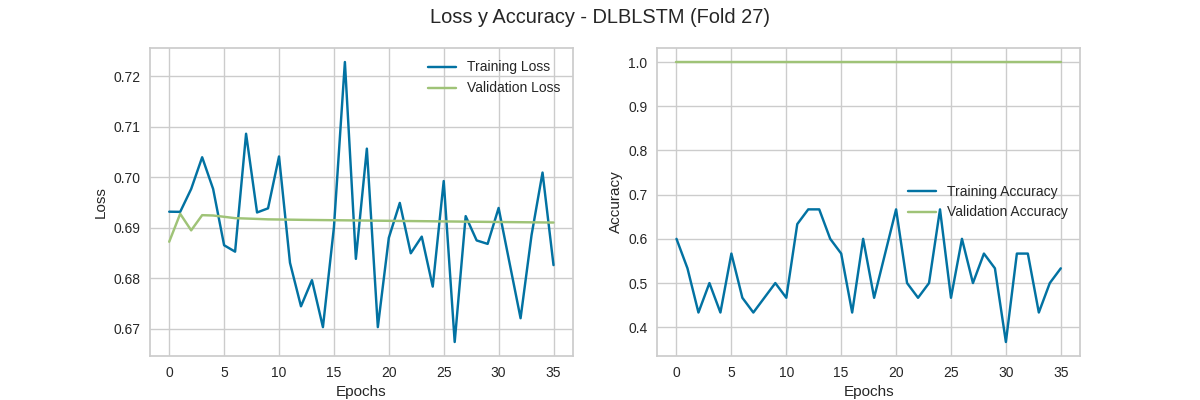 Loss y Accuracy - DLBLSTM (Fold 27)
Training Loss
Validation Loss
0.72
0.71
0.70
0.69
0.68
0.67
Loss
0 5 10 15 20 25 30 35
Epochs
1.0
0.9
0.8
0.7
0.6
0.5
0.4
Accuracy
Training Accuracy
Validation Accuracy
0 5 10 15 20 25 30 35
Epochs